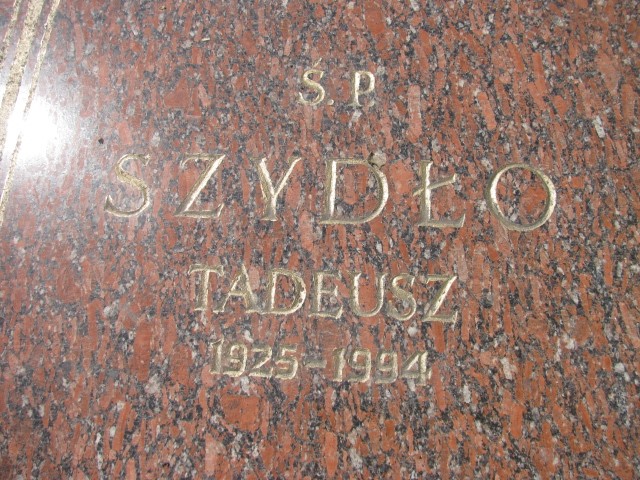 Ś. P.
SZYDŁO
TADEUSZ
1925-1994